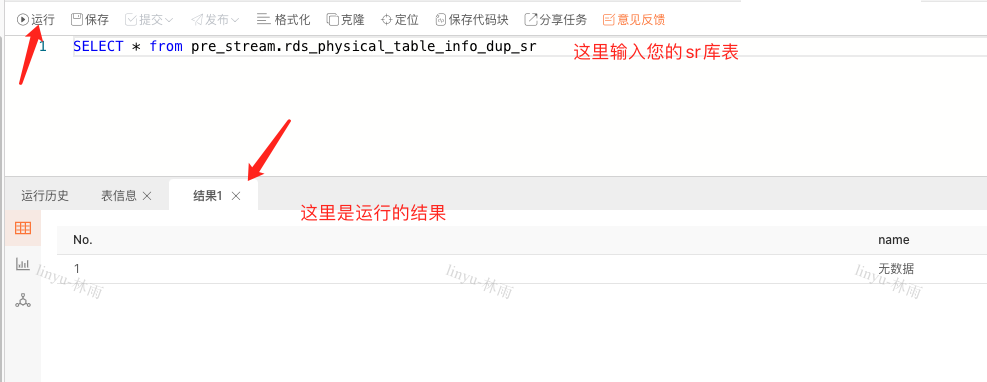 运行 保存 提交 发布 格式化 克隆 定位 保存代码块 分享任务 意见反馈
1 SELECT * from pre_stream.rds_physical_table_info_dup_sr
这里输入您的sr库表
运行历史 表信息 结果1
这里是运行的结果
No. name
1 无数据
linyu-林雨 linyu-林雨 linyu-林雨